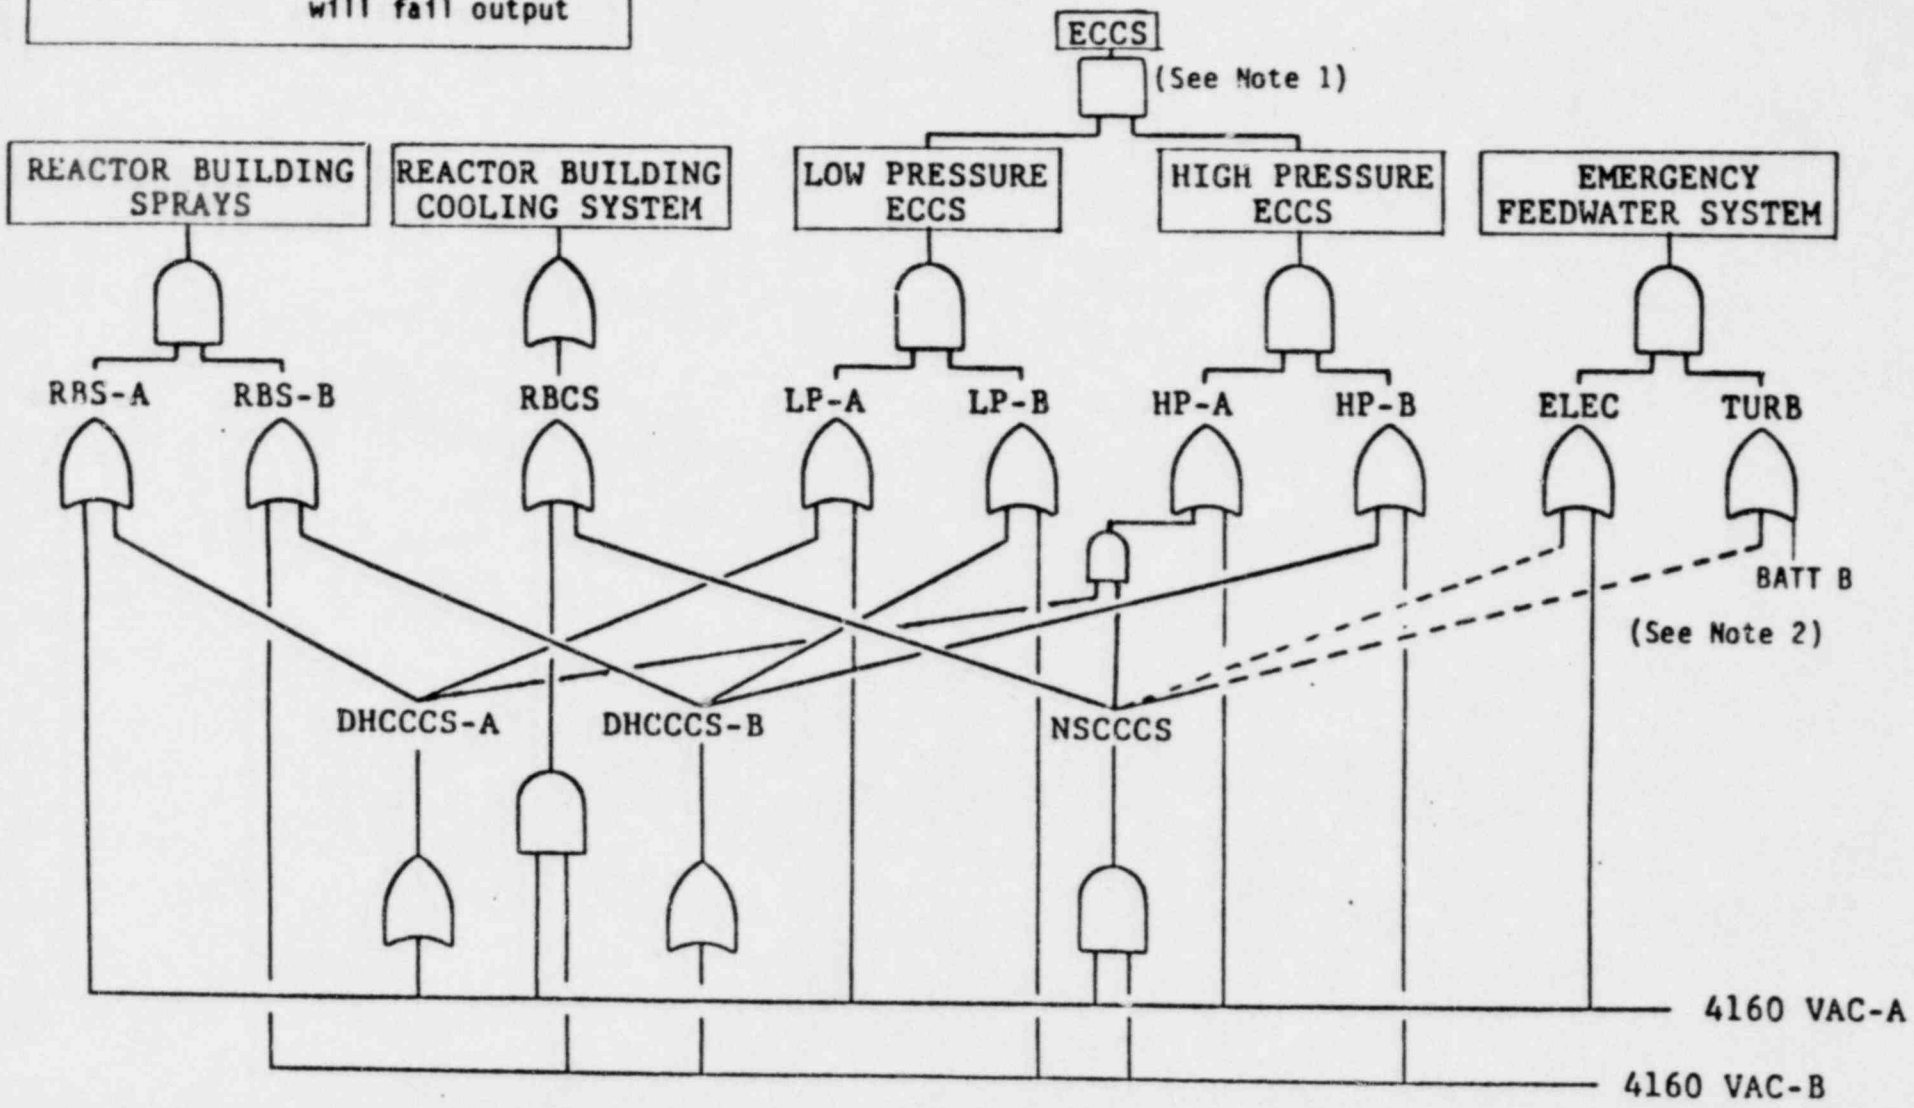 will fail output
ECCS
(See Note 1)
REACTOR BUILDING
SPRAYS
REACTOR BUILDING
COOLING SYSTEM
LOW PRESSURE
ECCS
HIGH PRESSURE
ECCS
EMERGENCY
FEEDWATER SYSTEM
RBS-A
RBS-B
RBCS
LP-A
LP-B
HP-A
HP-B
ELEC
TURB
BATT B
(See Note 2)
DHCCCS-A
DHCCCS-B
NSCCCS
4160 VAC-A
4160 VAC-B